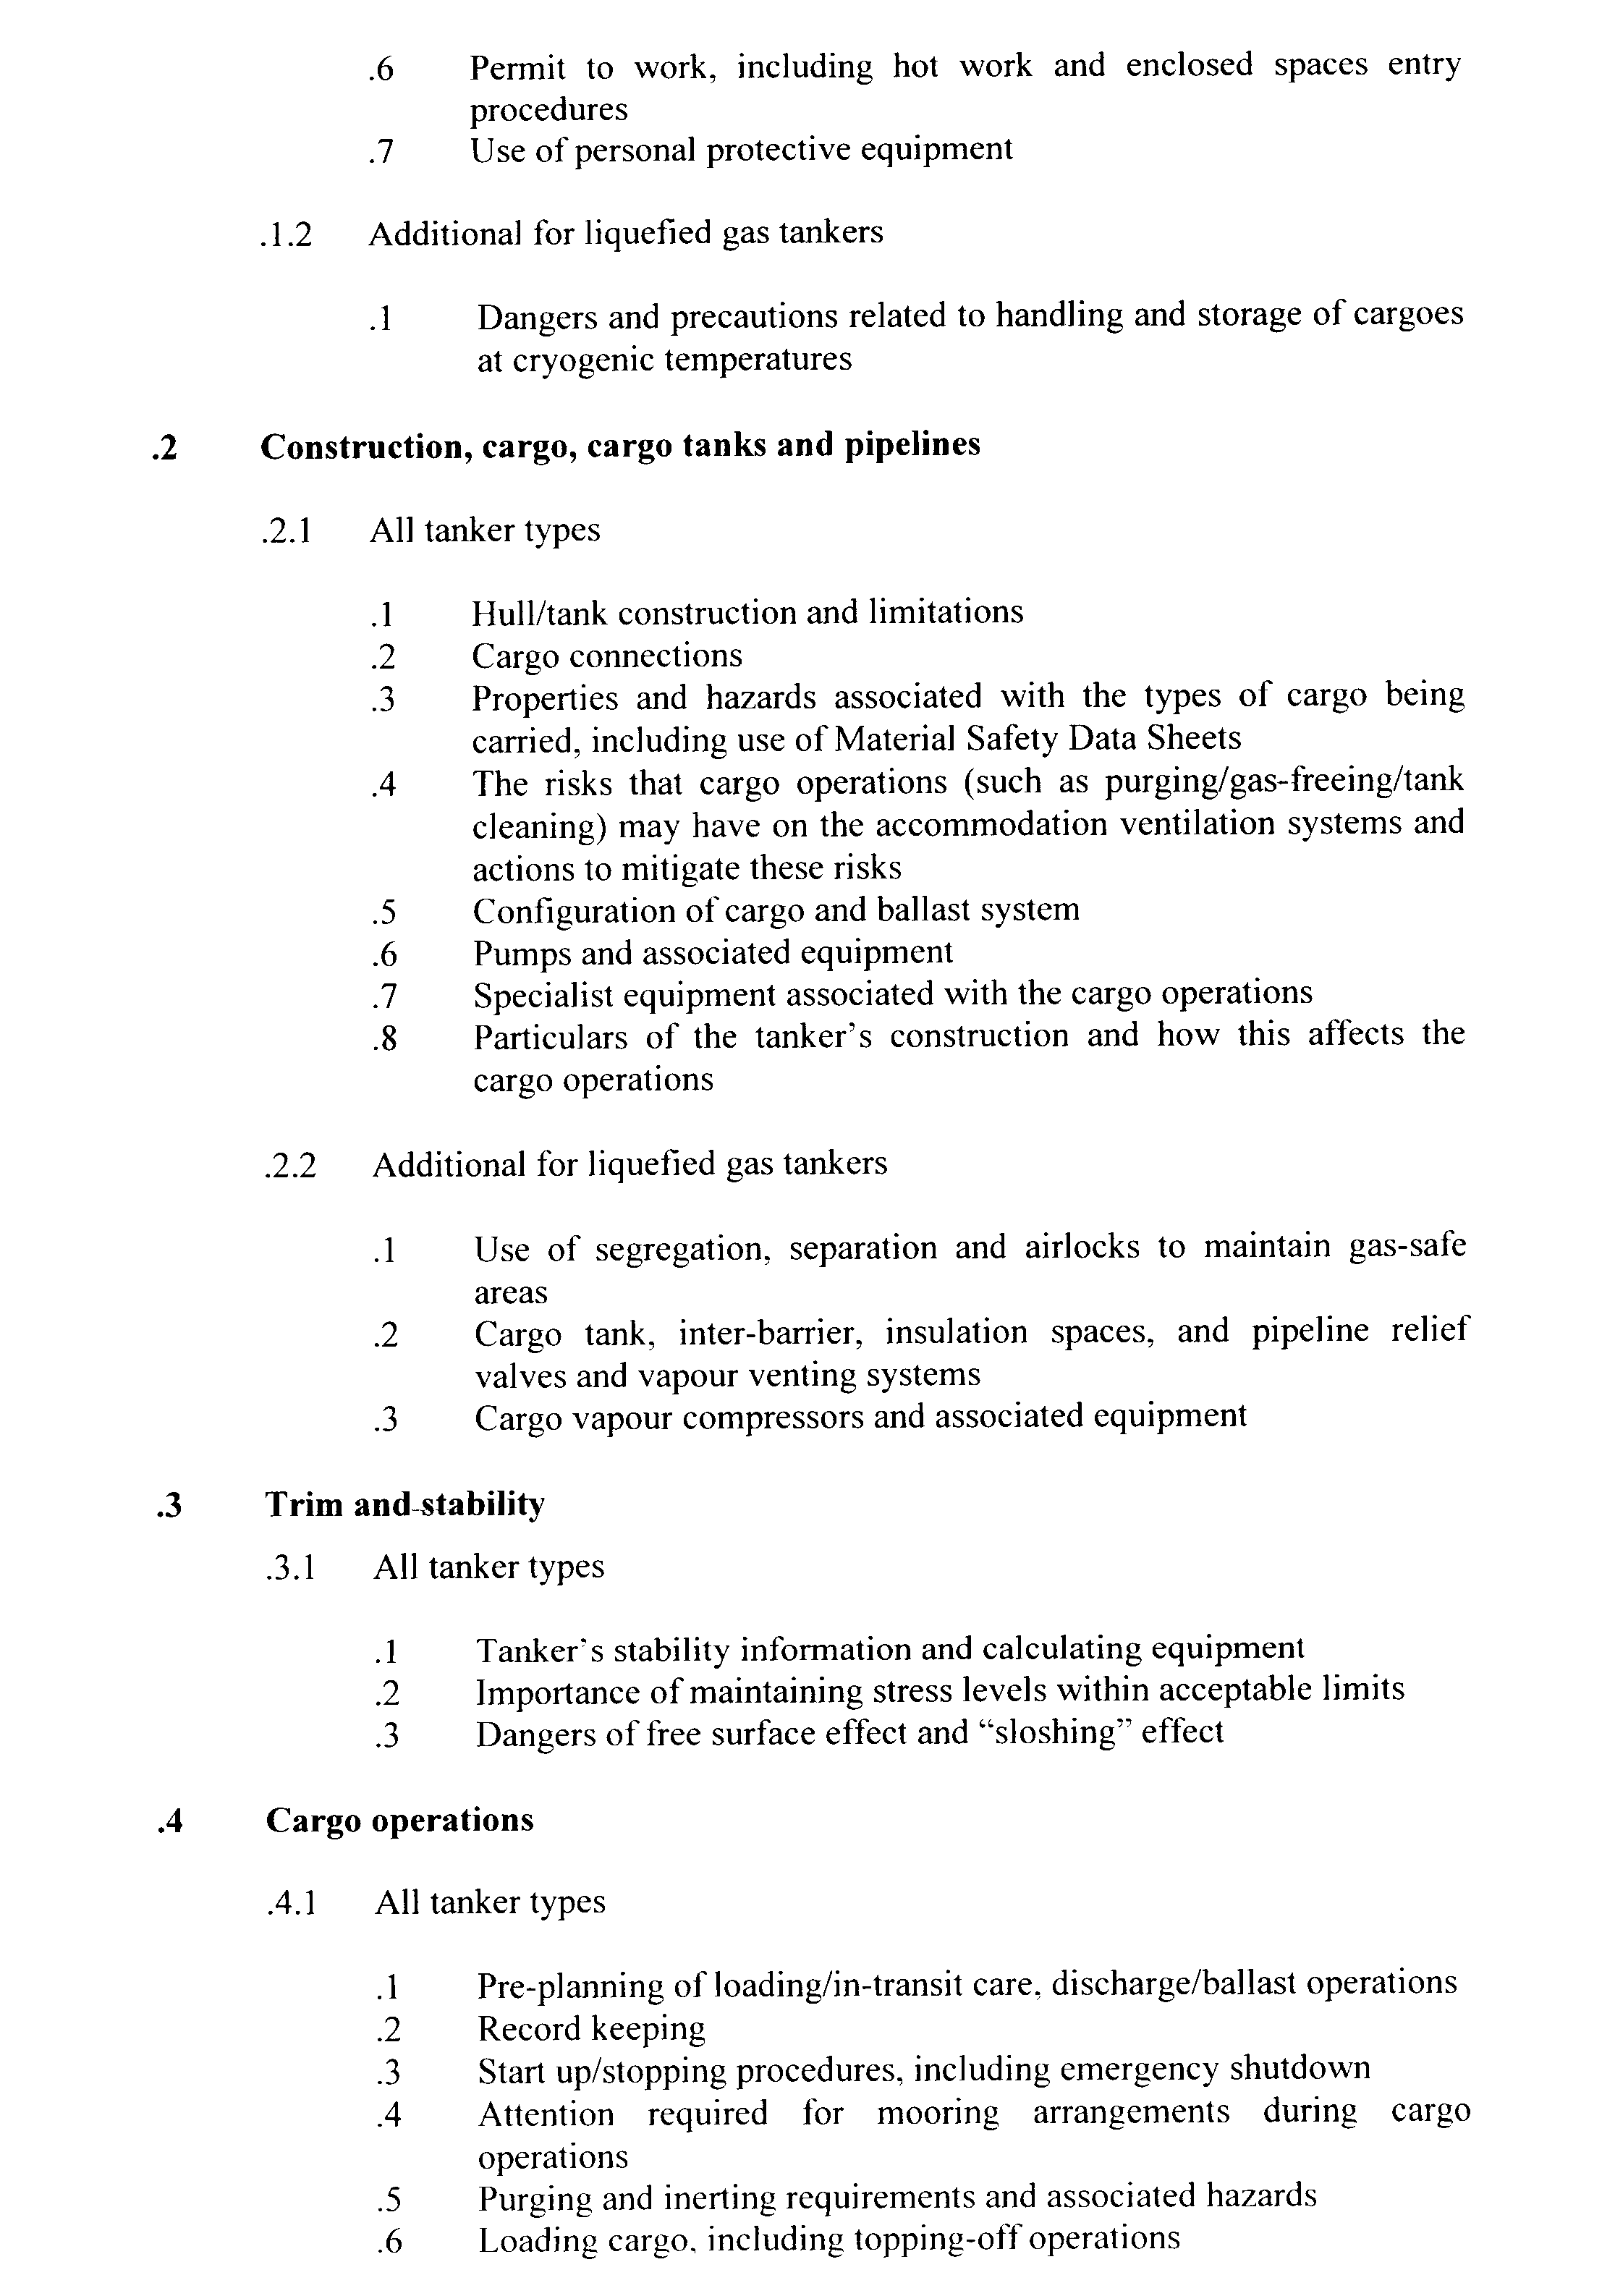 .6 Permit to work, including hot work and enclosed spaces entry
procedures
.7 Use of personal protective equipment
.1.2 Additional for liquefied gas tankers
.1 Dangers and precautions related to handling and storage of cargoes
at cryogenic temperatures
.2 Construction, cargo, cargo tanks and pipelines
.2.1 All tanker types
.1 Hull/tank construction and limitations
.2 Cargo connections
.3 Properties and hazards associated with the types of cargo being
carried, including use of Material Safety Data Sheets
.4 The risks that cargo operations (such as purging/gas-freeing/tank
cleaning) may have on the accommodation ventilation systems and
actions to mitigate these risks
.5 Configuration of cargo and ballast system
.6 Pumps and associated equipment
.7 Specialist equipment associated with the cargo operations
.8 Particulars of the tanker's construction and how this affects the
cargo operations
.2.2 Additional for liquefied gas tankers
.1 Use of segregation, separation and airlocks to maintain gas-safe
areas
.2 Cargo tank, inter-barrier, insulation spaces, and pipeline relief
valves and vapour venting systems
.3 Cargo vapour compressors and associated equipment
.3 Trim and stability
.3.1 All tanker types
.1 Tanker's stability information and calculating equipment
.2 Importance of maintaining stress levels within acceptable limits
.3 Dangers of free surface effect and “sloshing” effect
.4 Cargo operations
.4.1 All tanker types
.1 Pre-planning of loading/in-transit care, discharge/ballast operations
.2 Record keeping
.3 Start up/stopping procedures, including emergency shutdown
.4 Attention required for mooring arrangements during cargo
operations
.5 Purging and inerting requirements and associated hazards
.6 Loading cargo, including topping-off operations